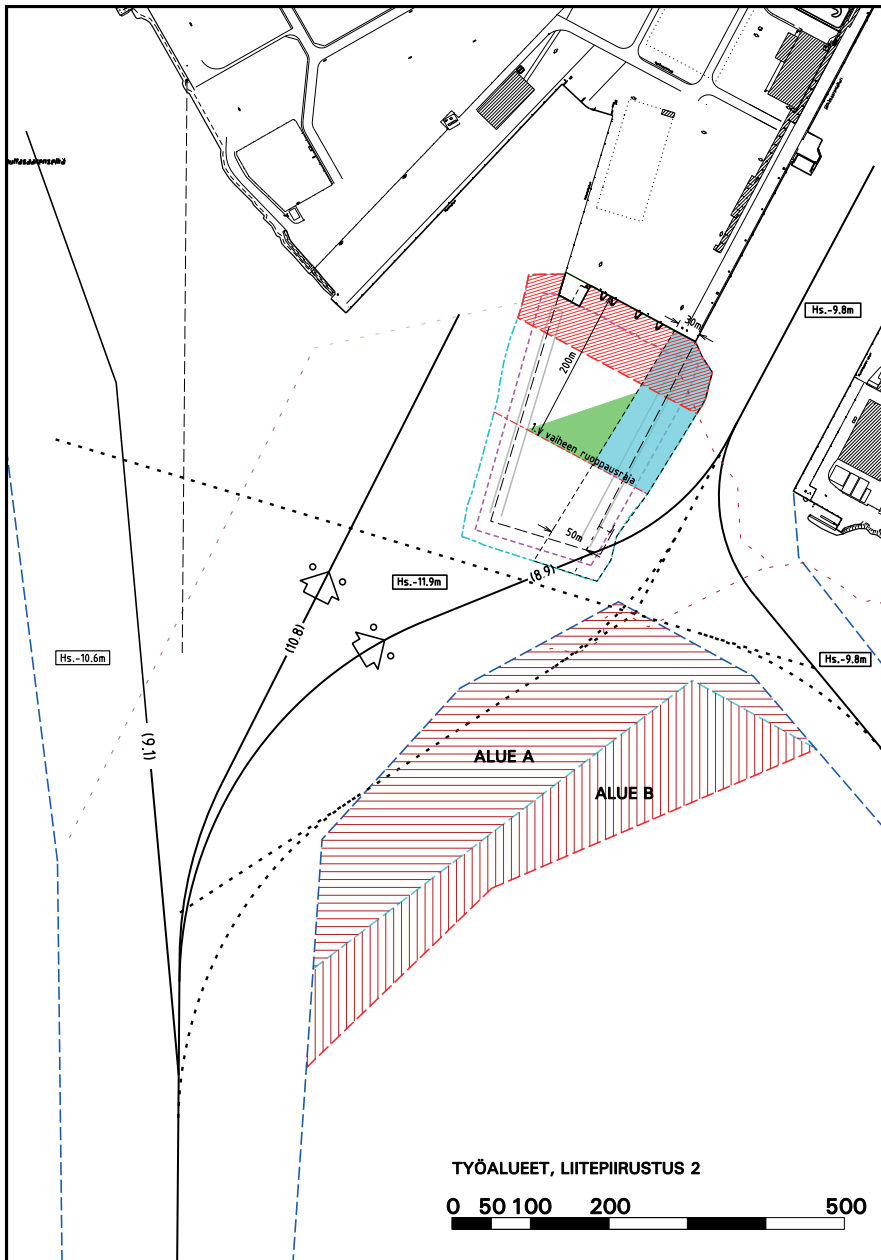 30m
Hs.-9.8m
200m
1.v vaiheen ruoppausraja
50m
(8.9)
Hs.-11.9m
(10.8)
Hs.-10.6m
Hs.-9.8m
(9.1)
ALUE A
ALUE B
TYÖALUEET, LIITEPIIRUSTUS 2
0 50 100 200 500